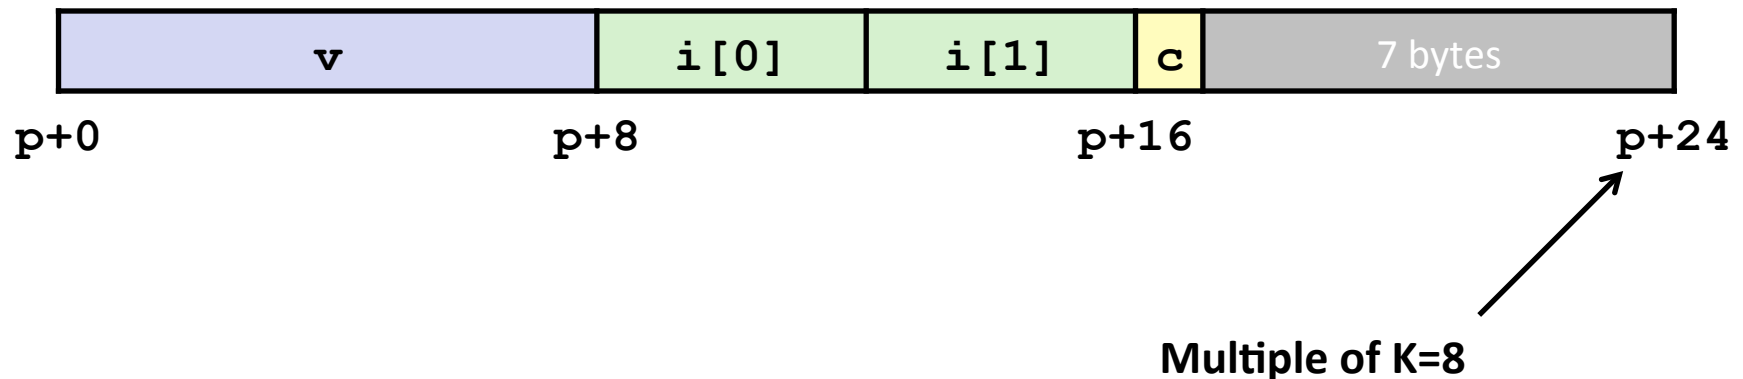 v i[0] i[1] c 7 bytes
p+0 p+8 p+16 p+24
Multiple of K=8